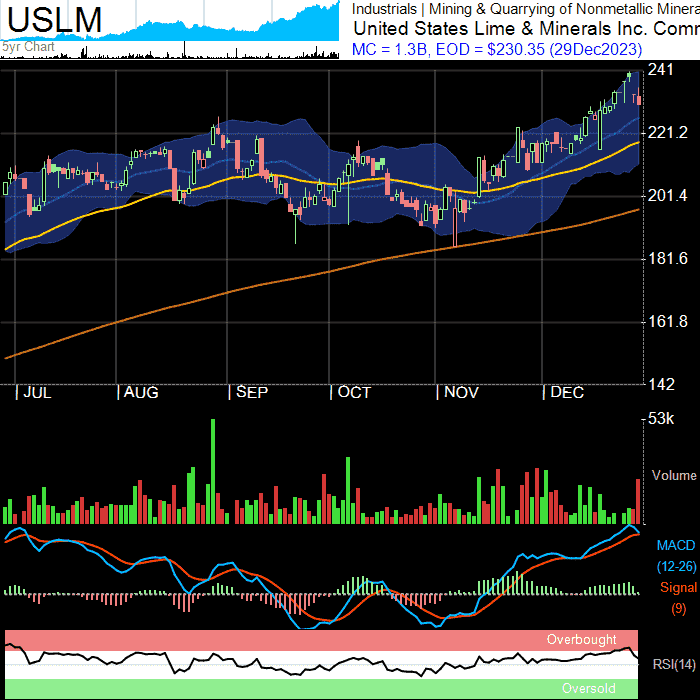 USLM
5yr Chart
Industrials | Mining & Quarrying of Nonmetallic Minera
United States Lime & Minerals Inc. Comm
MC = 1.3B, EOD = $230.35 (29Dec2023)
241
221.2
201.4
181.6
161.8
142
JUL AUG SEP OCT NOV DEC
53k
Volume
MACD
(12-26)
Signal
(9)
Overbought
RSI(14)
Oversold